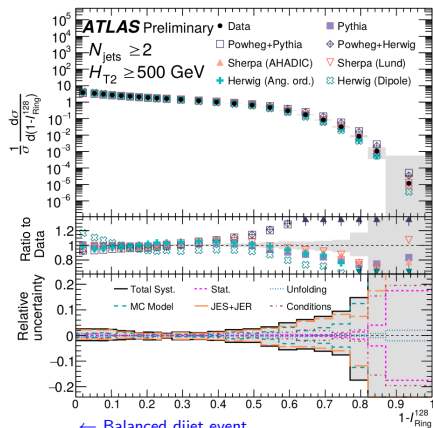 ATLAS Preliminary
N_jets ≥ 2
H_T2 ≥ 500 GeV
Data
Pythia
Powheg+Pythia
Powheg+Herwig
Sherpa (AHADIC)
Sherpa (Lund)
Herwig (Ang. ord.)
Herwig (Dipole)
1/σ dσ/d(1-I^128_Ring)
10^5
10^4
10^3
10^2
10
1
10^-1
10^-2
10^-3
10^-4
10^-5
10^-6
Ratio to
Data
1.2
1.0
0.8
Relative
uncertainty
0.2
0.1
0
-0.1
-0.2
Total Syst.
Stat.
Unfolding
MC Model
JES+JER
Conditions
0 0.1 0.2 0.3 0.4 0.5 0.6 0.7 0.8 0.9 1
1-I^128_Ring
← Balanced dijet event